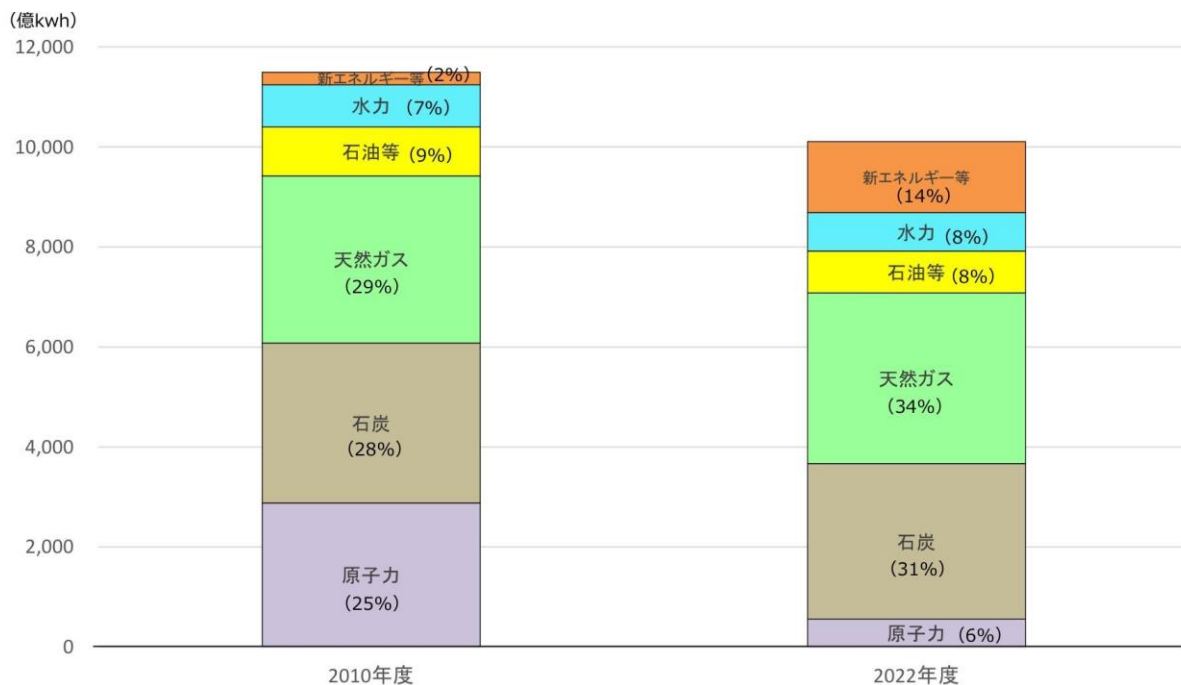 （億kwh）
12,000
10,000
8,000
6,000
4,000
2,000
0
新エネルギー等(2%)
水力 (7%)
石油等 (9%)
天然ガス
(29%)
石炭
(28%)
原子力
(25%)
2010年度
新エネルギー等
(14%)
水力 (8%)
石油等 (8%)
天然ガス
(34%)
石炭
(31%)
原子力 (6%)
2022年度